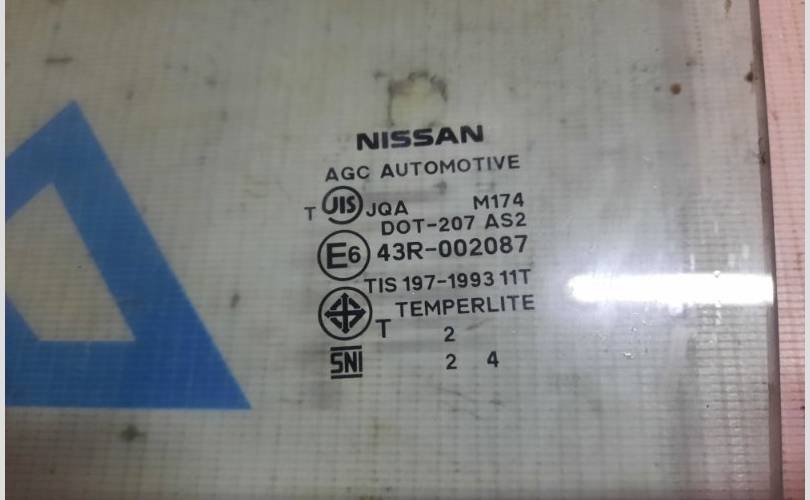 NISSAN
AGC AUTOMOTIVE
T JIS JQA M174
DOT-207 AS2
E6 43R-002087
TIS 197-1993 11T
TEMPERLITE
T 2
SNI 2 4